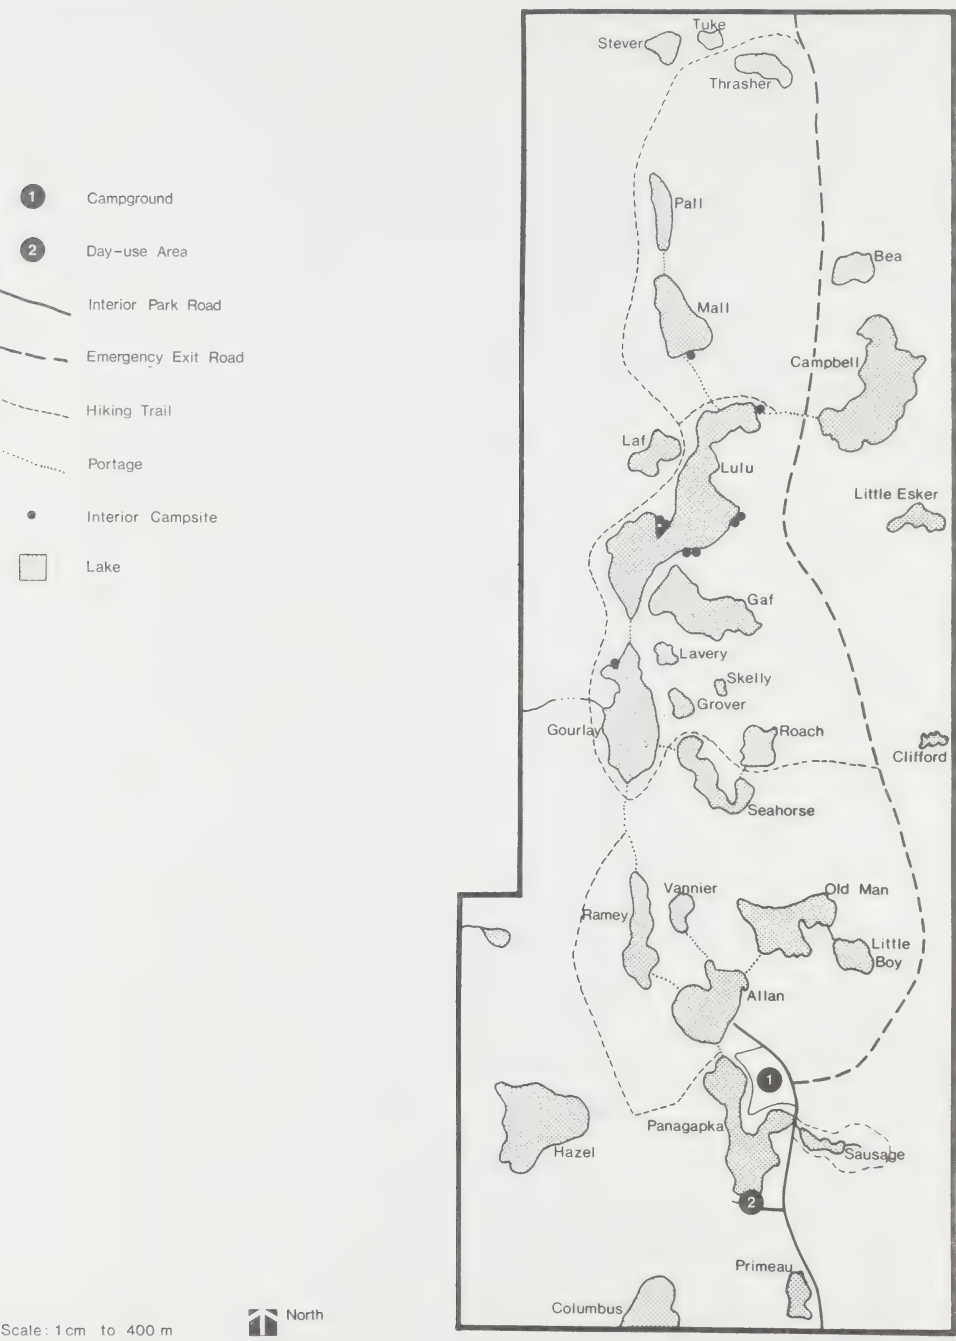 Tuke
Stever
Thrasher
Pall
1 Campground
2 Day-use Area
Bea
Interior Park Road
Mall
Emergency Exit Road
Campbell
Hiking Trail
Laf
Lulu
Portage
Little Esker
Interior Campsite
Lake
Gaf
Lavery
Skelly
Grover
Gourlay
Roach
Clifford
Seahorse
Vannier
Old Man
Ramey
Little
Boy
Allan
1
Panagapka
Hazel
Sausage
2
Primeau
Columbus
North
Scale: 1cm to 400 m